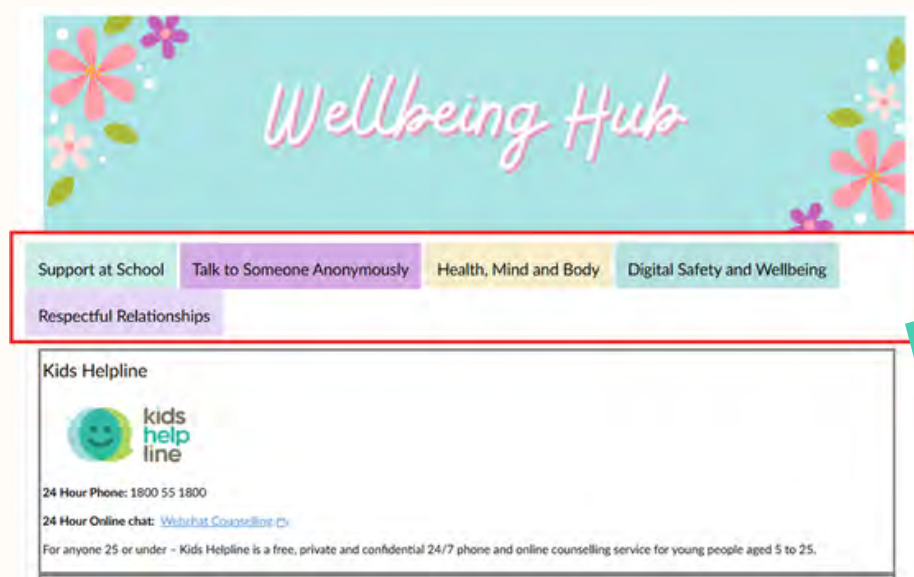 Wellbeing Hub
Support at School Talk to Someone Anonymously Health, Mind and Body Digital Safety and Wellbeing
Respectful Relationships
Kids Helpline
kids
help
line
24 Hour Phone: 1800 55 1800
24 Hour Online chat: Webchat Counselling
For anyone 25 or under – Kids Helpline is a free, private and confidential 24/7 phone and online counselling service for young people aged 5 to 25.